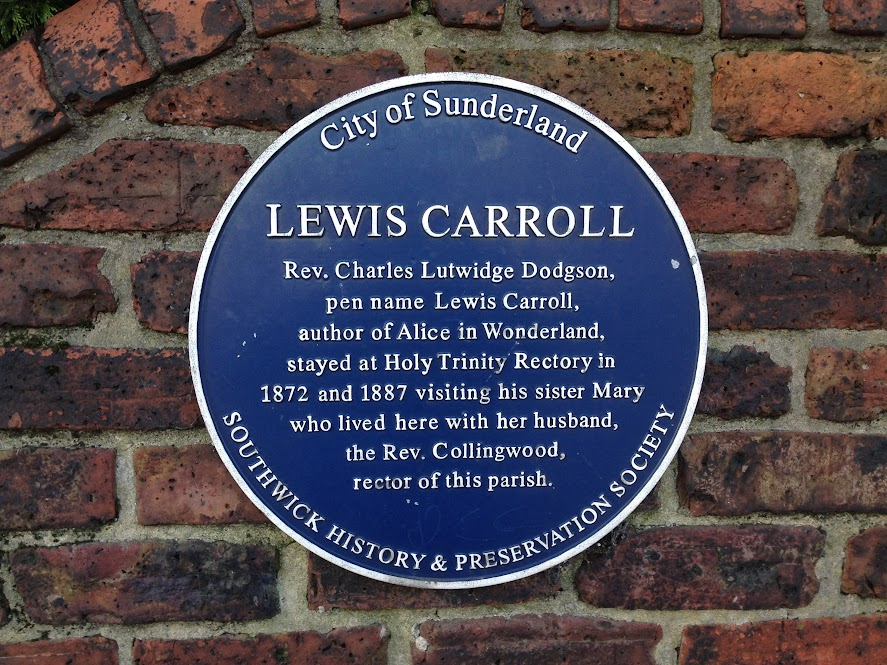 City of Sunderland
LEWIS CARROLL
Rev. Charles Lutwidge Dodgson,
pen name Lewis Carroll,
author of Alice in Wonderland,
stayed at Holy Trinity Rectory in
1872 and 1887 visiting his sister Mary
who lived here with her husband,
the Rev. Collingwood,
rector of this parish.
SOUTHWICK HISTORY & PRESERVATION SOCIETY